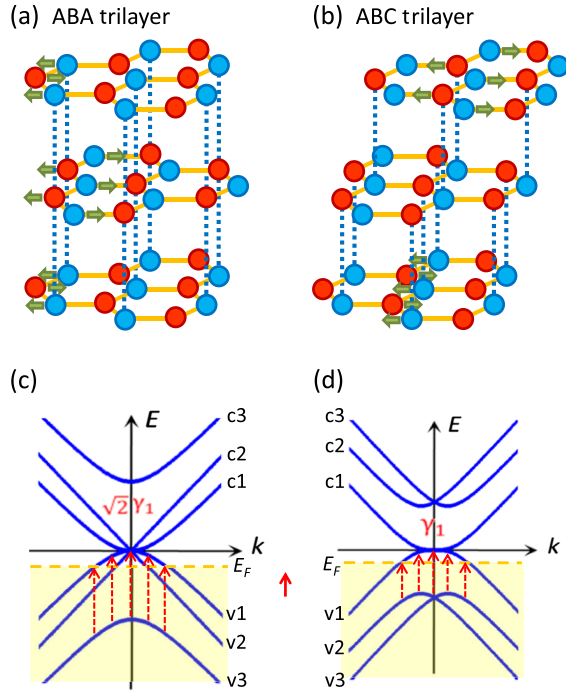 (a) ABA trilayer
(b) ABC trilayer
(c)
E
c3
c2
c1
√2 γ₁
k
E_F
v1
v2
v3
(d)
E
c3
c2
c1
γ₁
k
E_F
v1
v2
v3